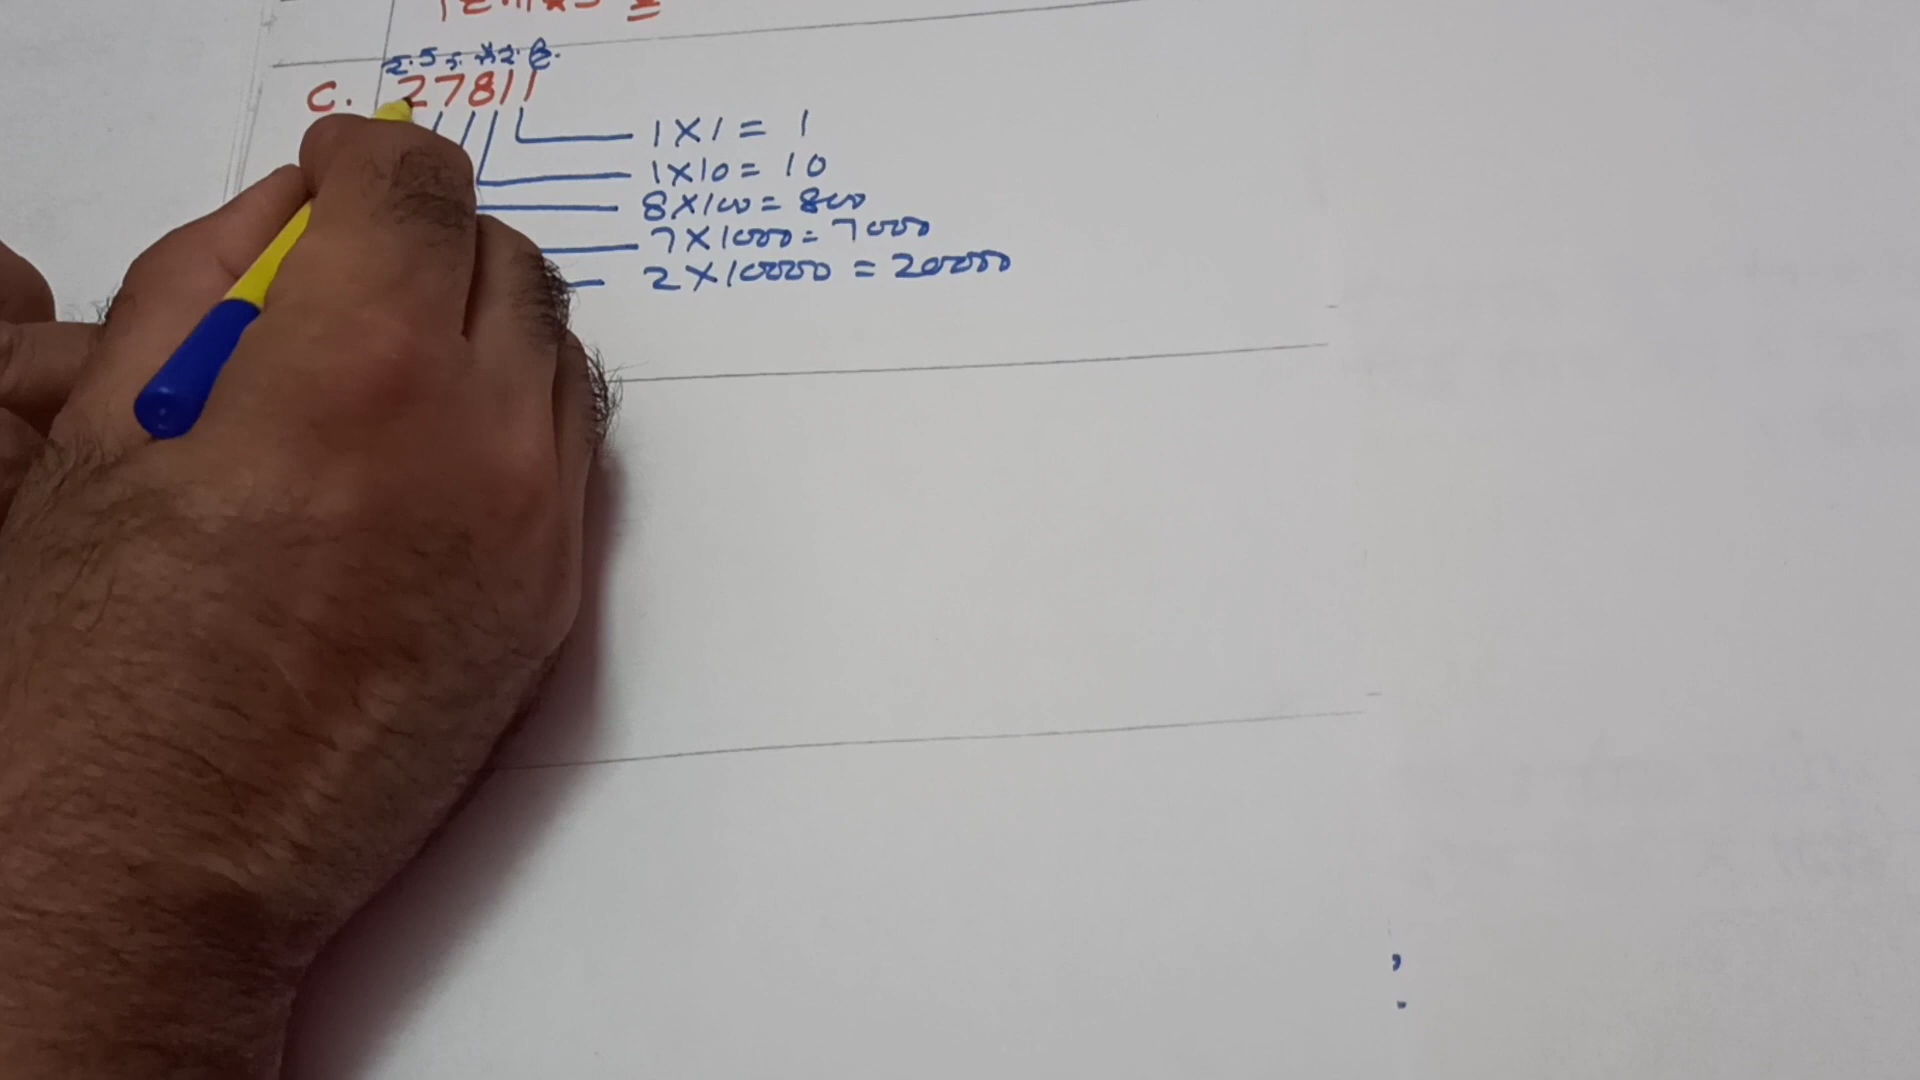 C. 27811
1 X 1 = 1
1 X 10 = 10
8 X 100 = 800
7 X 1000 = 7000
2 X 10000 = 20000